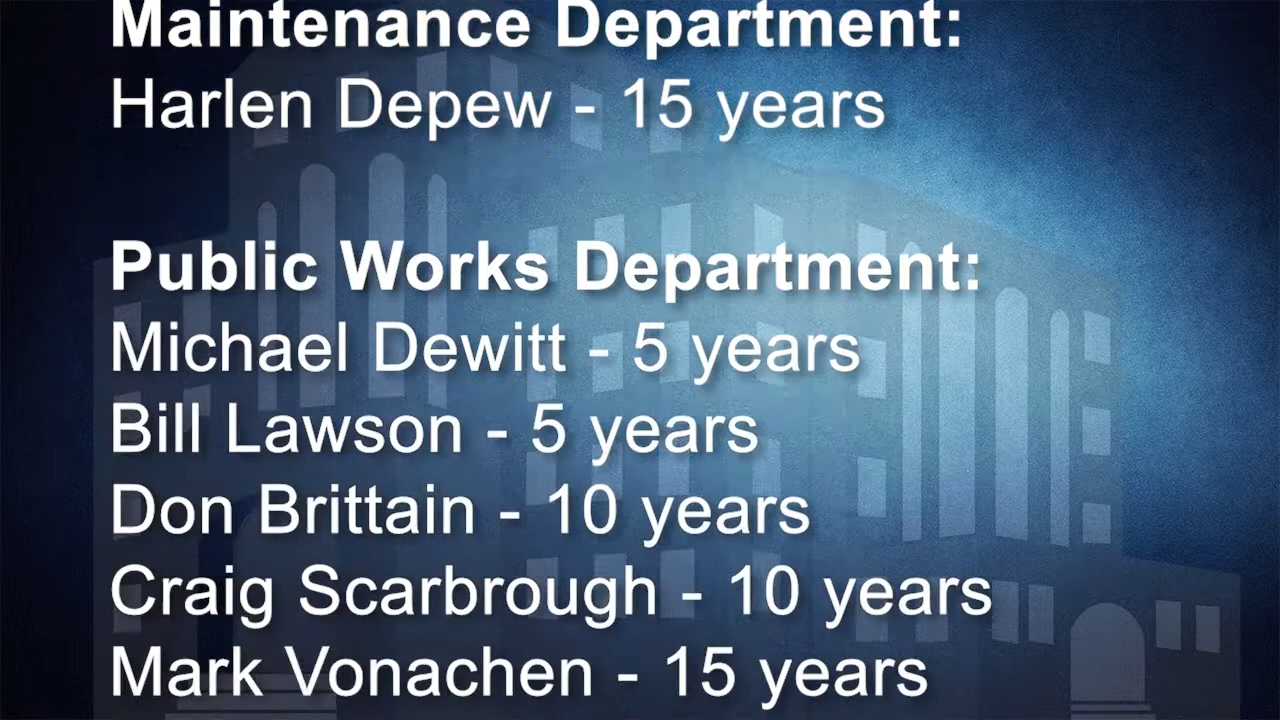 Maintenance Department:
Harlen Depew - 15 years
Public Works Department:
Michael Dewitt - 5 years
Bill Lawson - 5 years
Don Brittain - 10 years
Craig Scarbrough - 10 years
Mark Vonachen - 15 years